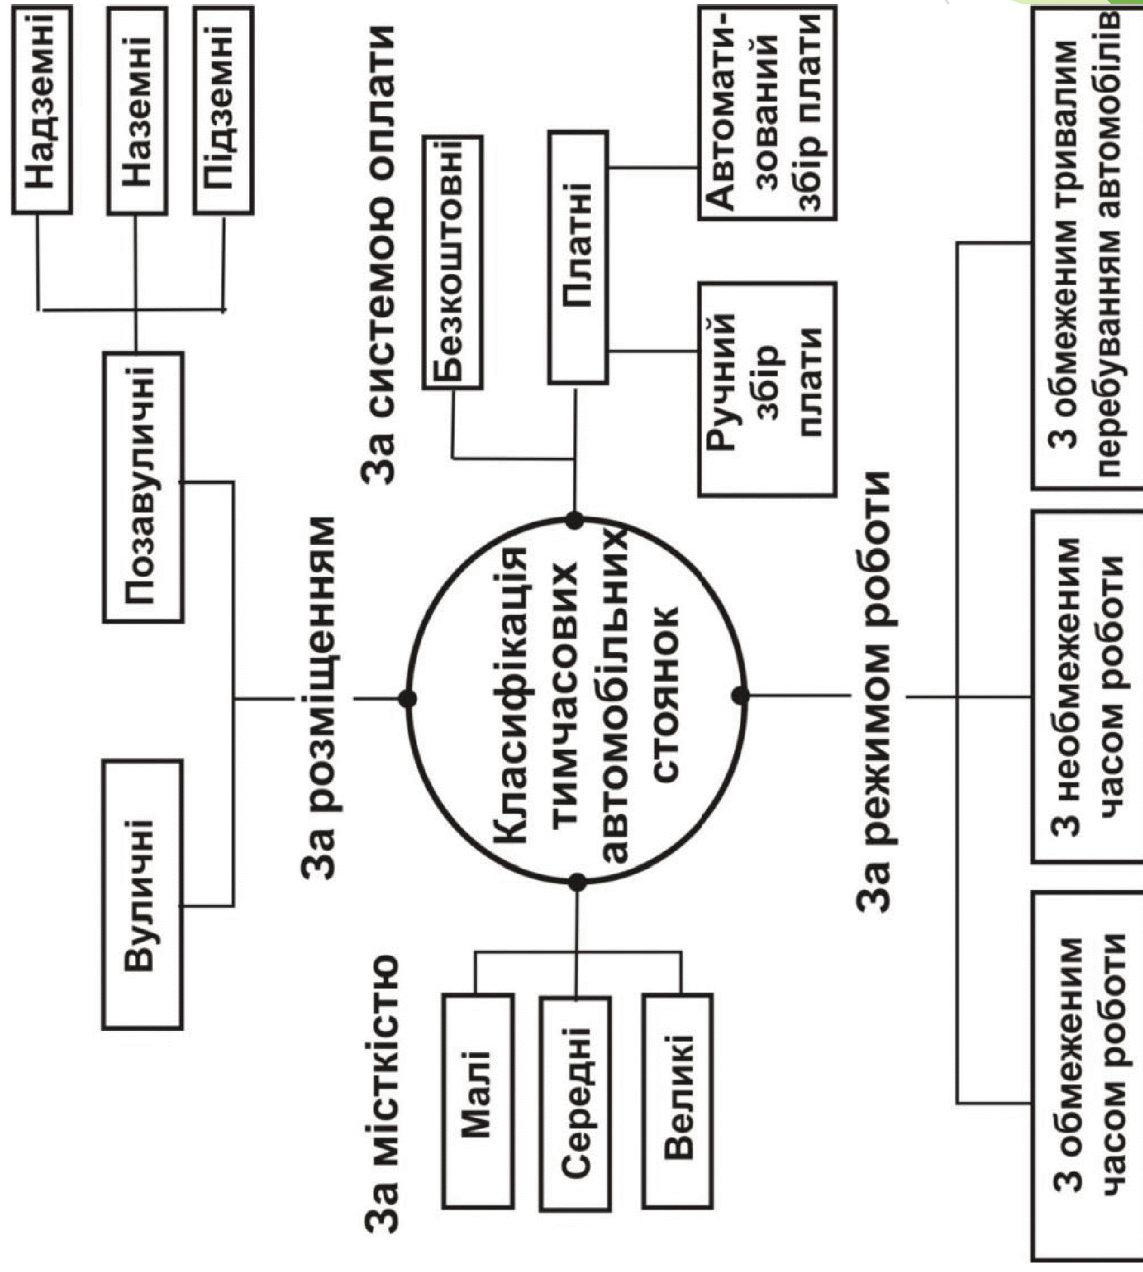 Вуличні
Позавуличні
Надземні
Наземні
Підземні
За розміщенням
За місткістю
Малі
Середні
Великі
Класифікація
тимчасових
автомобільних
стоянок
За системою оплати
Безкоштовні
Платні
Ручний
збір
плати
Автомати-
зований
збір плати
За режимом роботи
З обмеженим
часом роботи
З необмеженим
часом роботи
З обмеженим тривалим
перебуванням автомобілів